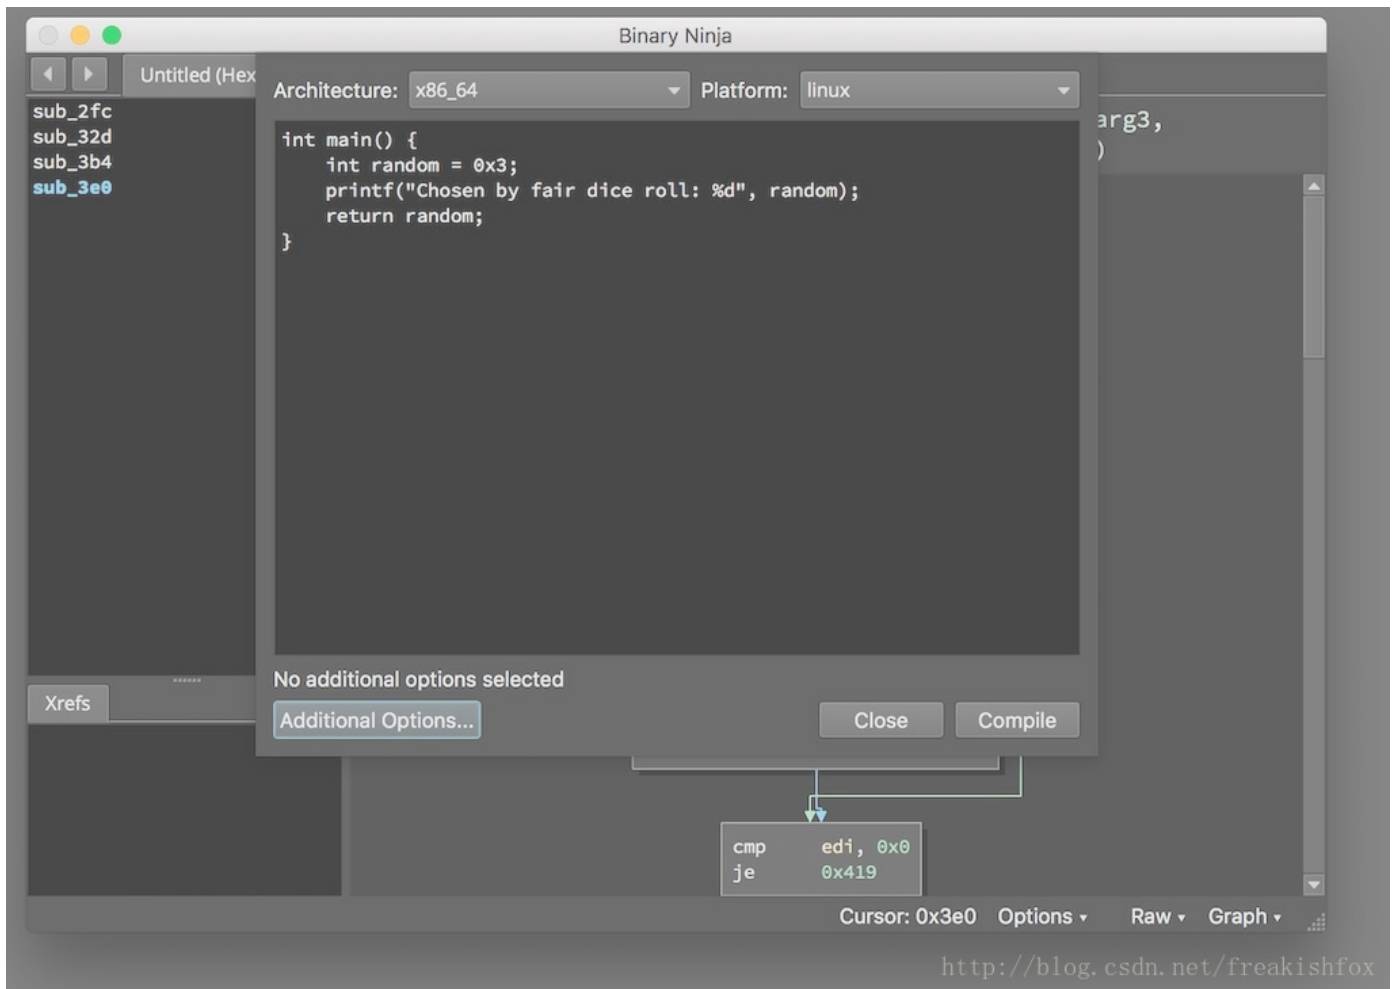 Binary Ninja
Untitled (Hex
Architecture: x86_64 Platform: linux
sub_2fc
sub_32d
sub_3b4
sub_3e0
arg3,
)
int main() {
    int random = 0x3;
    printf("Chosen by fair dice roll: %d", random);
    return random;
}
No additional options selected
Additional Options... Close Compile
Xrefs
cmp edi, 0x0
je 0x419
Cursor: 0x3e0 Options Raw Graph
http://blog.csdn.net/freakishfox